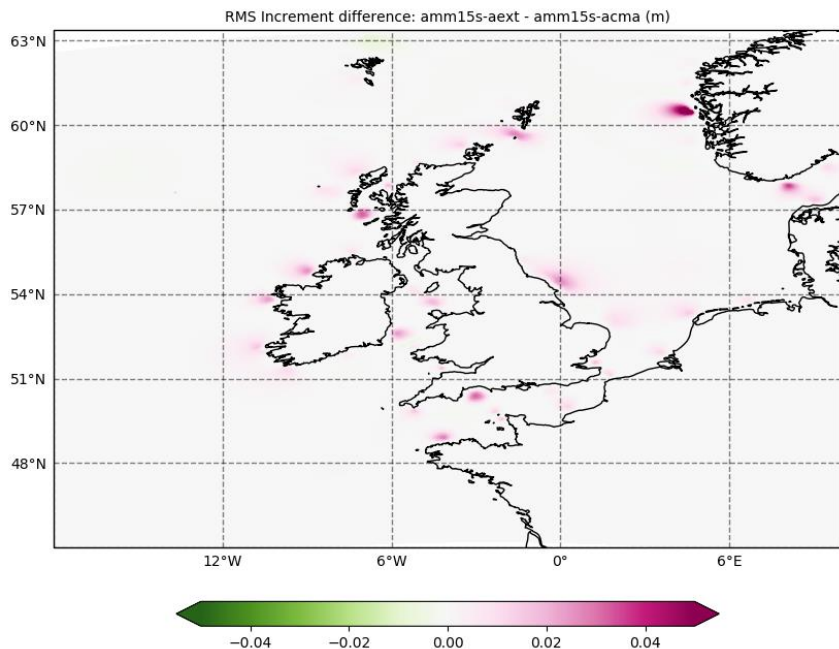 RMS Increment difference: amm15s-aext - amm15s-acma (m)
63°N
60°N
57°N
54°N
51°N
48°N
12°W 6°W 0° 6°E
−0.04 −0.02 0.00 0.02 0.04